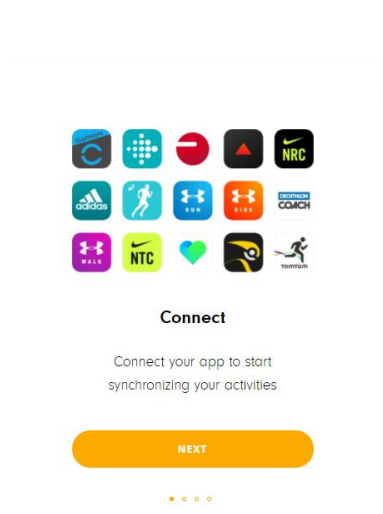 GARMIN
NRC
adidas
RUN
RIDE
DECATHLON
COACH
WALK
NTC
TOMTOM
Connect
Connect your app to start
synchronizing your activities
NEXT